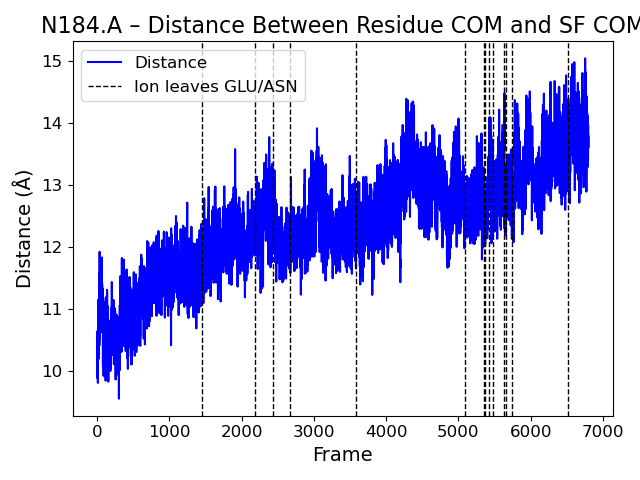 N184.A – Distance Between Residue COM and SF COM
Distance
Ion leaves GLU/ASN
15
14
13
12
11
10
Distance (Å)
0 1000 2000 3000 4000 5000 6000 7000
Frame